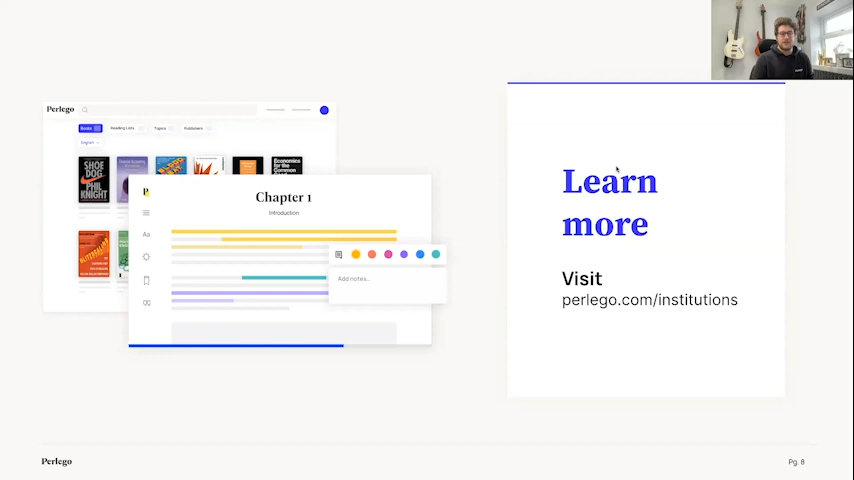 Perlego
Books
Reading Lists
Topics
Publishers
English
SHOE
DOG
PHIL
KNIGHT
Economics
for the
Common
Chapter 1
Introduction
Aa
Add notes...
Learn
more
Visit
perlego.com/institutions
Perlego
Pg. 8